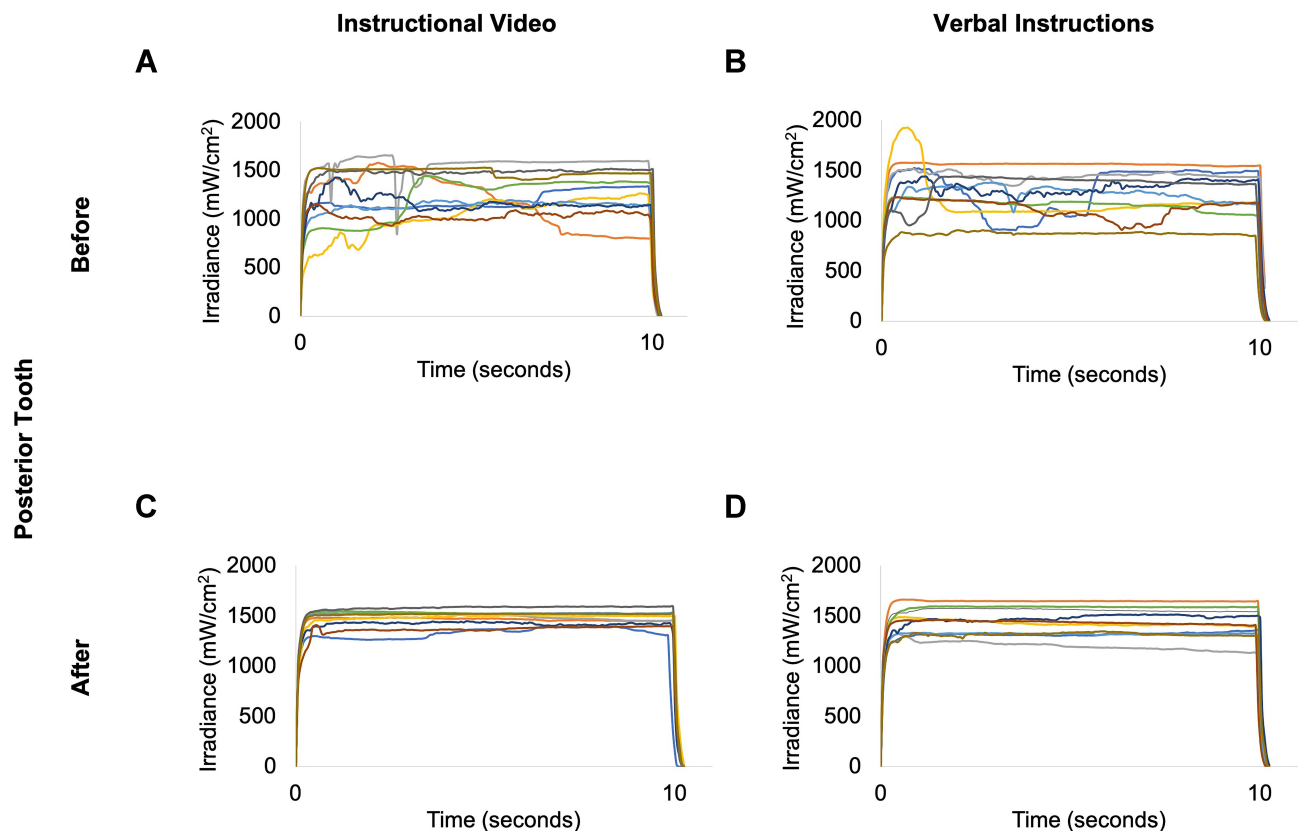 Instructional Video
Verbal Instructions
Posterior Tooth
Before
A
Irradiance (mW/cm²)
2000
1500
1000
500
0
0
10
Time (seconds)
B
Irradiance (mW/cm²)
2000
1500
1000
500
0
0
10
Time (seconds)
After
C
Irradiance (mW/cm²)
2000
1500
1000
500
0
0
10
Time (seconds)
D
Irradiance (mW/cm²)
2000
1500
1000
500
0
0
10
Time (seconds)